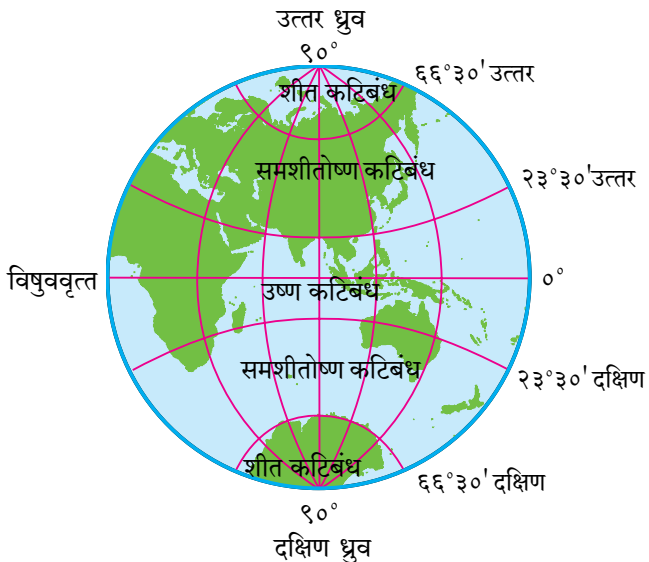 उत्तर ध्रुव
९०°
६६°३०' उत्तर
शीत कटिबंध
समशीतोष्ण कटिबंध
२३°३०' उत्तर
विषुववृत्त
०°
उष्ण कटिबंध
समशीतोष्ण कटिबंध
२३°३०' दक्षिण
शीत कटिबंध
६६°३०' दक्षिण
९०°
दक्षिण ध्रुव